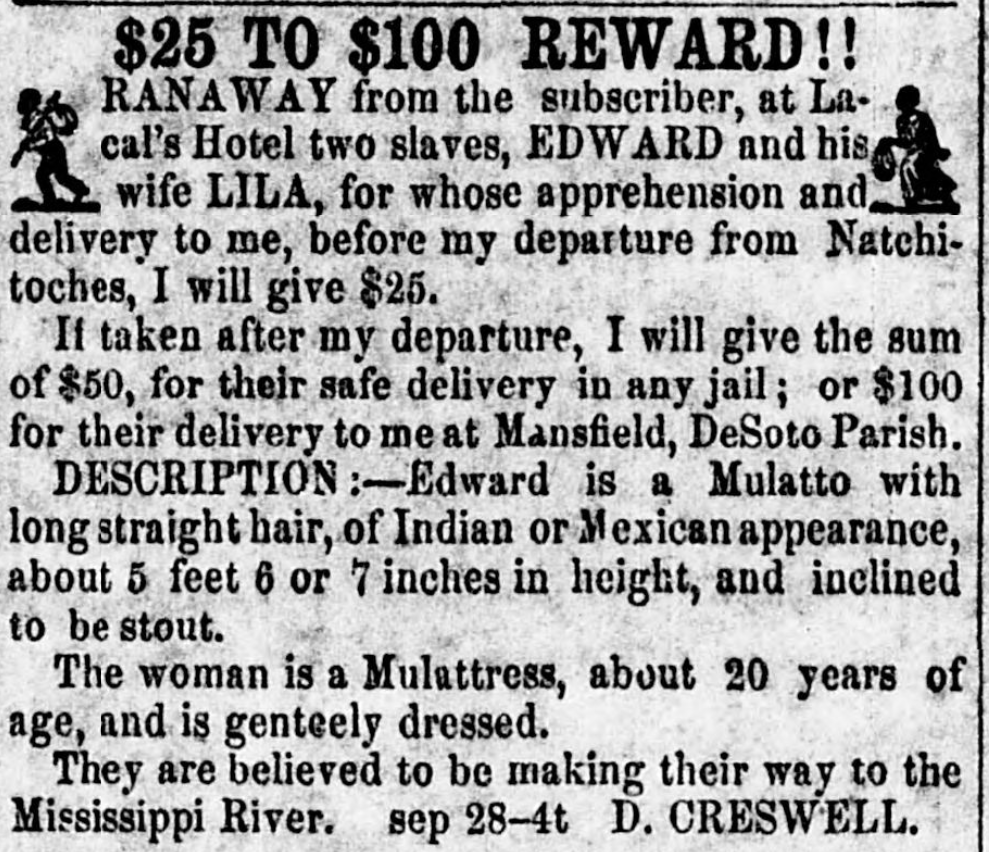 $25 TO $100 REWARD!!
RANAWAY from the subscriber, at La-
cal's Hotel two slaves, EDWARD and his
wife LILA, for whose apprehension and
delivery to me, before my departure from Natchi-
toches, I will give $25.
If taken after my departure, I will give the sum
of $50, for their safe delivery in any jail; or $100
for their delivery to me at Mansfield, DeSoto Parish.
DESCRIPTION:—Edward is a Mulatto with
long straight hair, of Indian or Mexican appearance,
about 5 feet 6 or 7 inches in height, and inclined
to be stout.
The woman is a Mulattress, about 20 years of
age, and is genteely dressed.
They are believed to be making their way to the
Mississippi River. sep 28-4t D. CRESWELL.